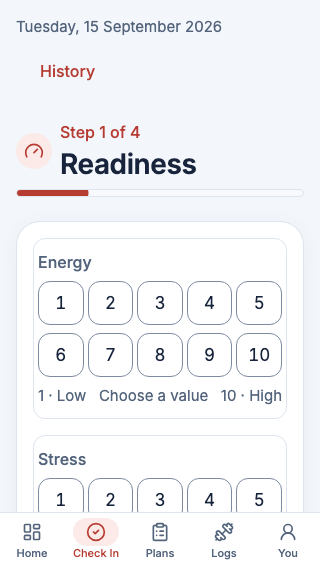 Tuesday, 15 September 2026
History
Step 1 of 4
Readiness
Energy
1 2 3 4 5
6 7 8 9 10
1 · Low Choose a value 10 · High
Stress
1 2 3 4 5
Home Check In Plans Logs You